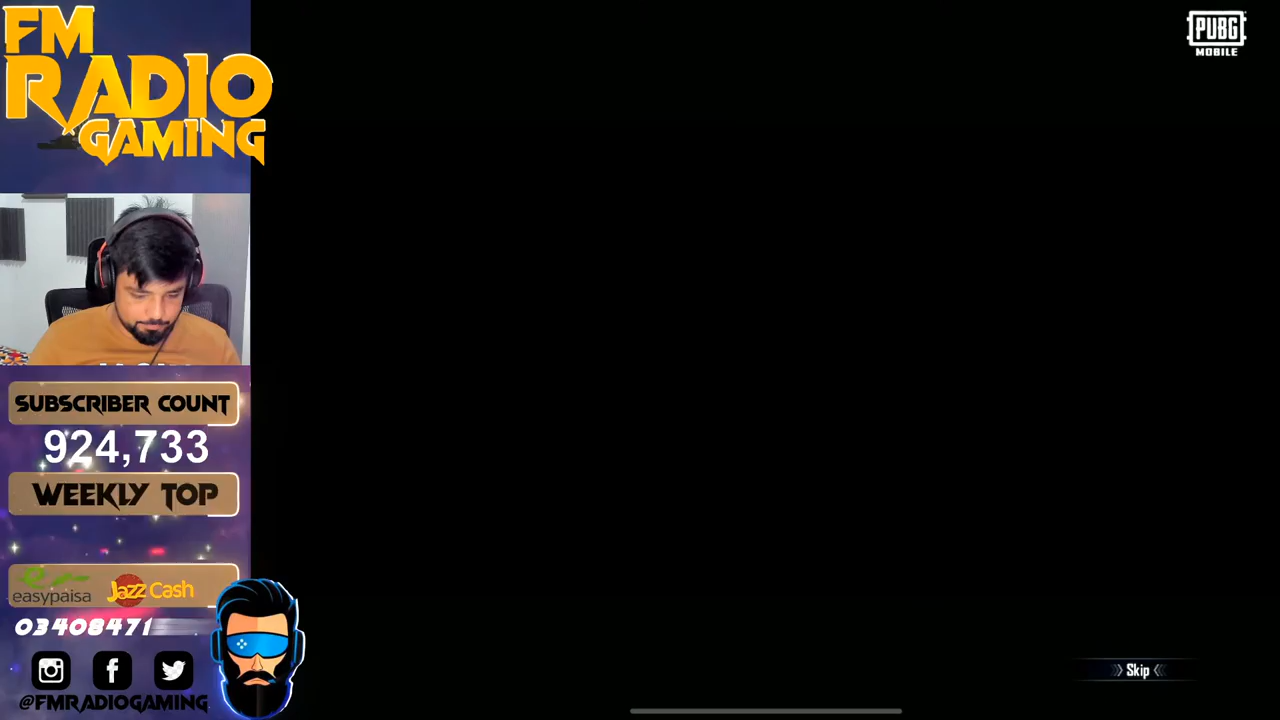 FM
RADIO
GAMING
PUBG
MOBILE
SUBSCRIBER COUNT
924,733
WEEKLY TOP
easypaisa
JazzCash
03408471
@FMRADIOGAMING
Skip